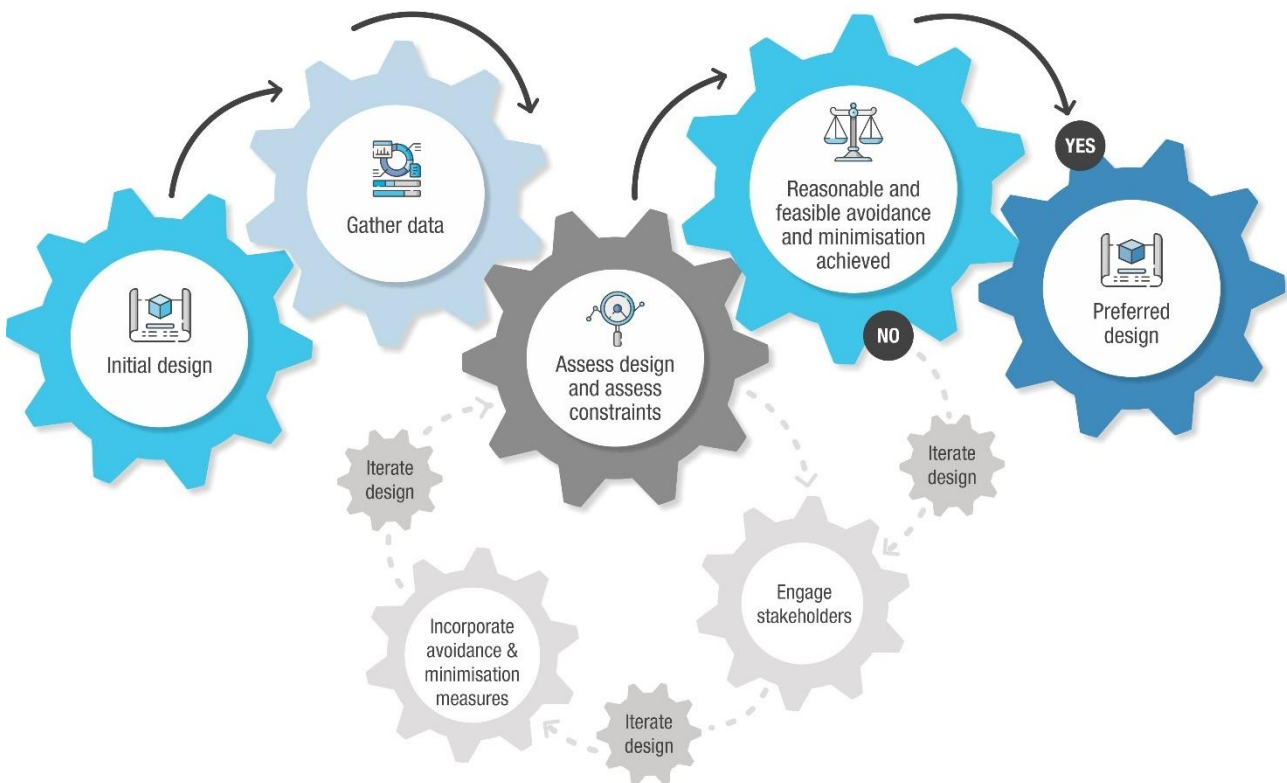 Initial design
Gather data
Assess design
and assess
constraints
Reasonable and
feasible avoidance
and minimisation
achieved
YES
NO
Preferred
design
Iterate
design
Engage
stakeholders
Iterate
design
Incorporate
avoidance &
minimisation
measures
Iterate
design